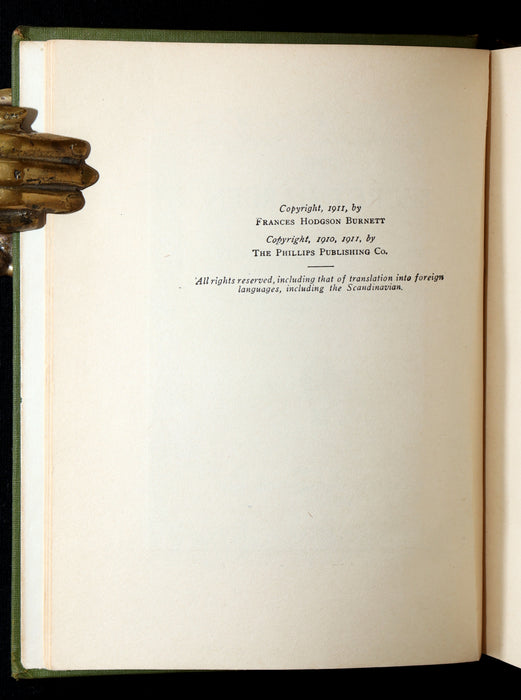 Copyright, 1911, by
FRANCES HODGSON BURNETT
Copyright, 1910, 1911, by
THE PHILLIPS PUBLISHING CO.
All rights reserved, including that of translation into foreign
languages, including the Scandinavian.